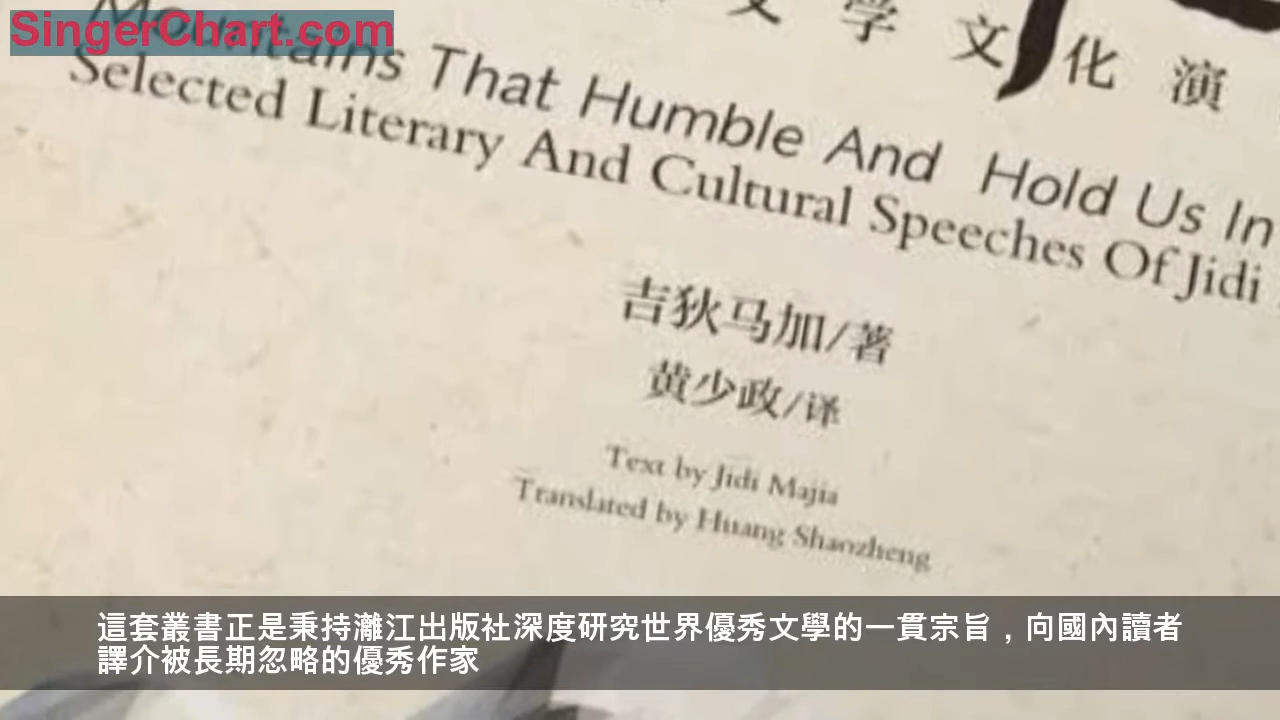 SingerChart.com
文学文化演
Mountains That Humble And Hold Us In
Selected Literary And Cultural Speeches Of Jidi
吉狄马加/著
黄少政/译
Text by Jidi Majia
Translated by Huang Shaozheng
這套叢書正是秉持灕江出版社深度研究世界優秀文學的一貫宗旨，向國內讀者
譯介被長期忽略的優秀作家